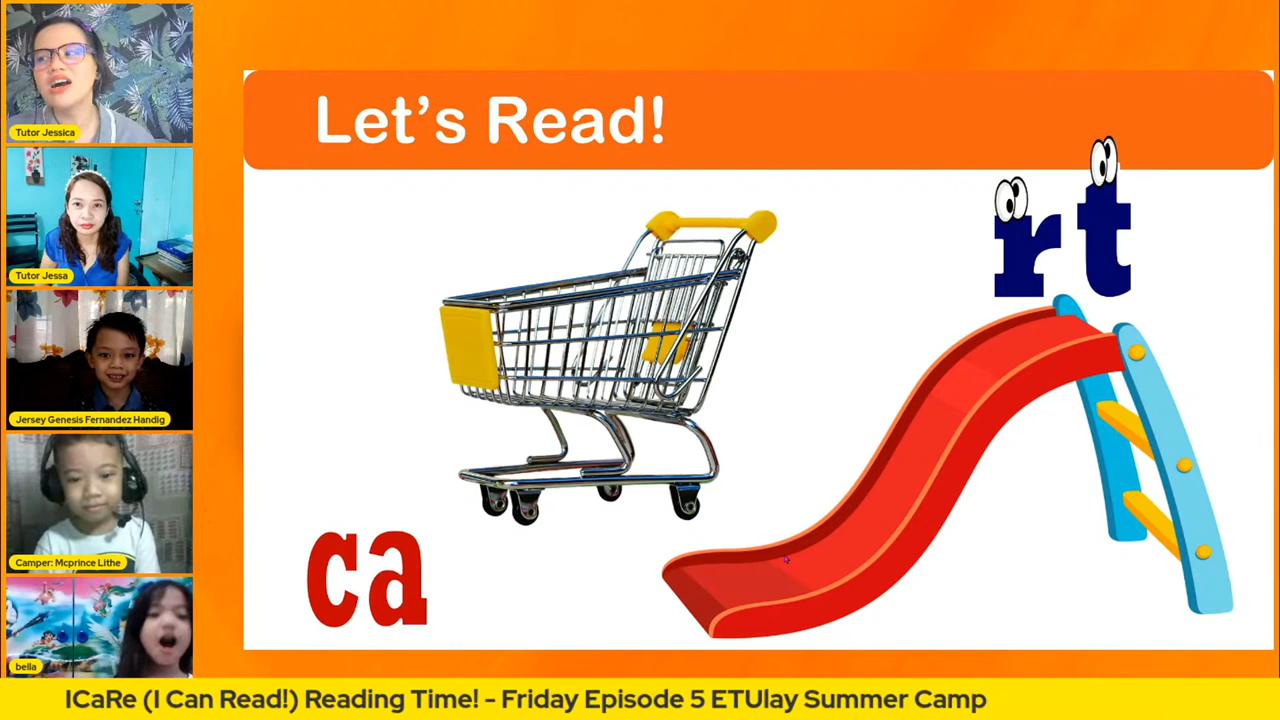 Let's Read!
rt
ca
Tutor Jessica
Tutor Jessa
Jersey Genesis Fernandez Handig
Camper: Mcprince Lithe
bella
ICaRe (I Can Read!) Reading Time! - Friday Episode 5 ETUlay Summer Camp